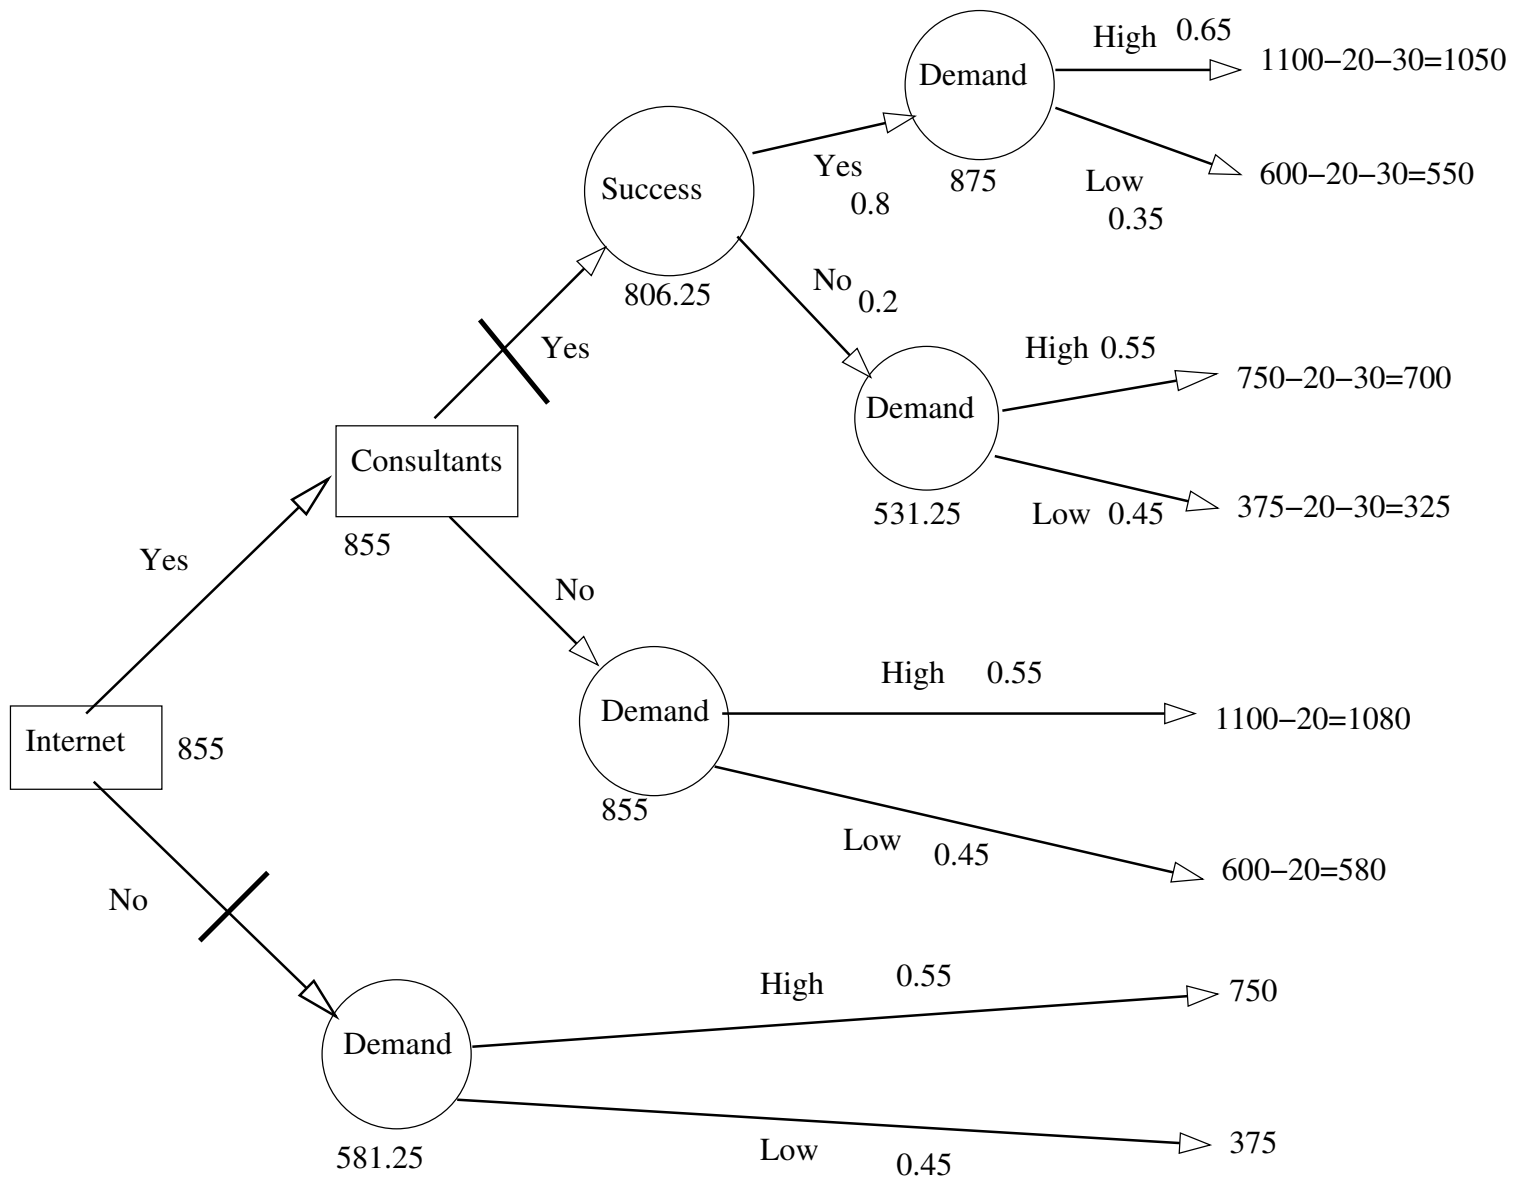 High 0.65
1100−20−30=1050
Demand
Yes
0.8
875
Low
0.35
600−20−30=550
Success
806.25
No
0.2
Yes
High 0.55
750−20−30=700
Demand
531.25
Low 0.45
375−20−30=325
Consultants
855
Yes
No
High 0.55
1100−20=1080
Demand
855
Low 0.45
600−20=580
Internet
855
No
High 0.55
750
Demand
581.25
Low 0.45
375